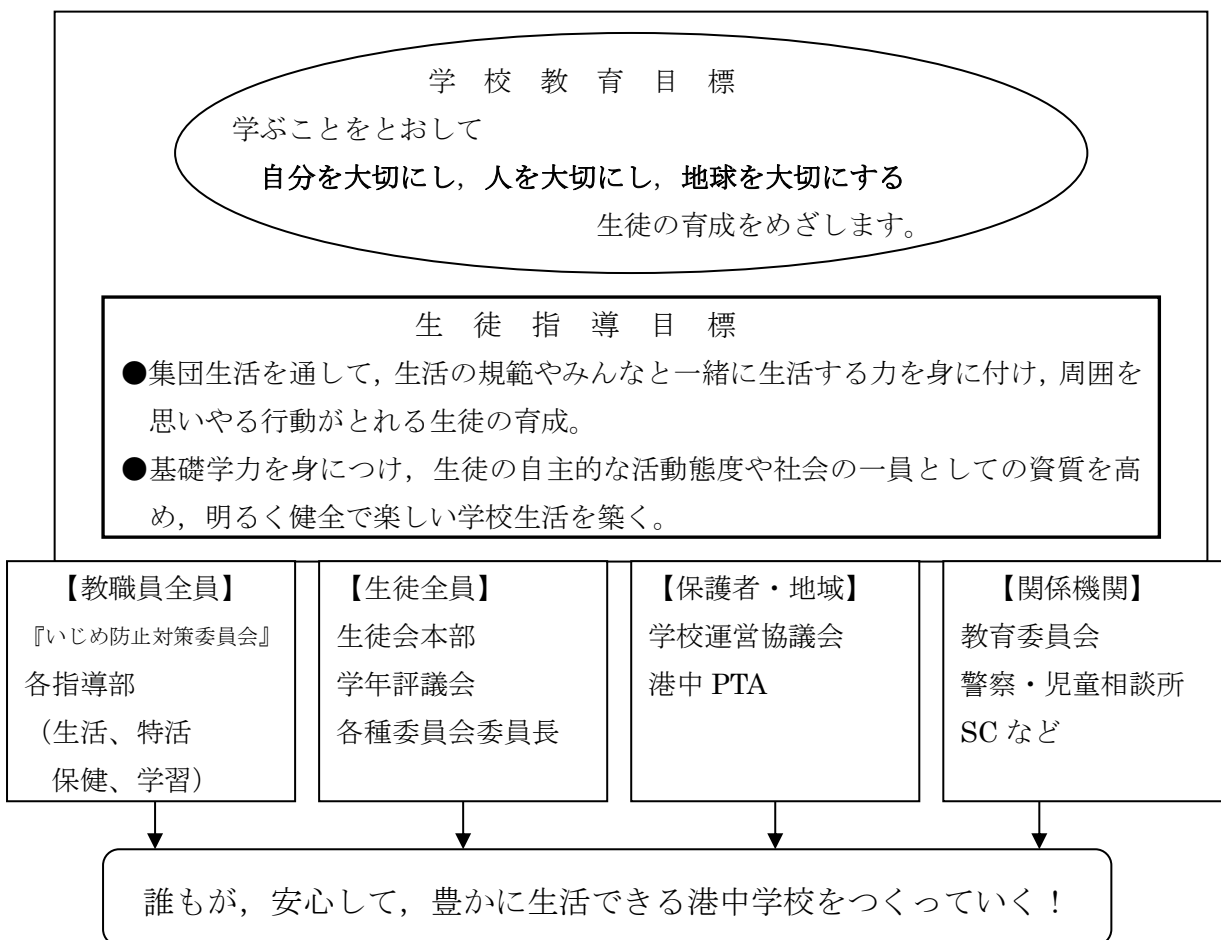 学校教育目標
学ぶことをとおして
自分を大切にし，人を大切にし，地球を大切にする
生徒の育成をめざします。
生徒指導目標
●集団生活を通して，生活の規範やみんなと一緒に生活する力を身に付け，周囲を
思いやる行動がとれる生徒の育成。
●基礎学力を身につけ，生徒の自主的な活動態度や社会の一員としての資質を高
め，明るく健全で楽しい学校生活を築く。
【教職員全員】
『いじめ防止対策委員会』
各指導部
（生活、特活
保健、学習）
【生徒全員】
生徒会本部
学年評議会
各種委員会委員長
【保護者・地域】
学校運営協議会
港中 PTA
【関係機関】
教育委員会
警察・児童相談所
SC など
誰もが，安心して，豊かに生活できる港中学校をつくっていく！